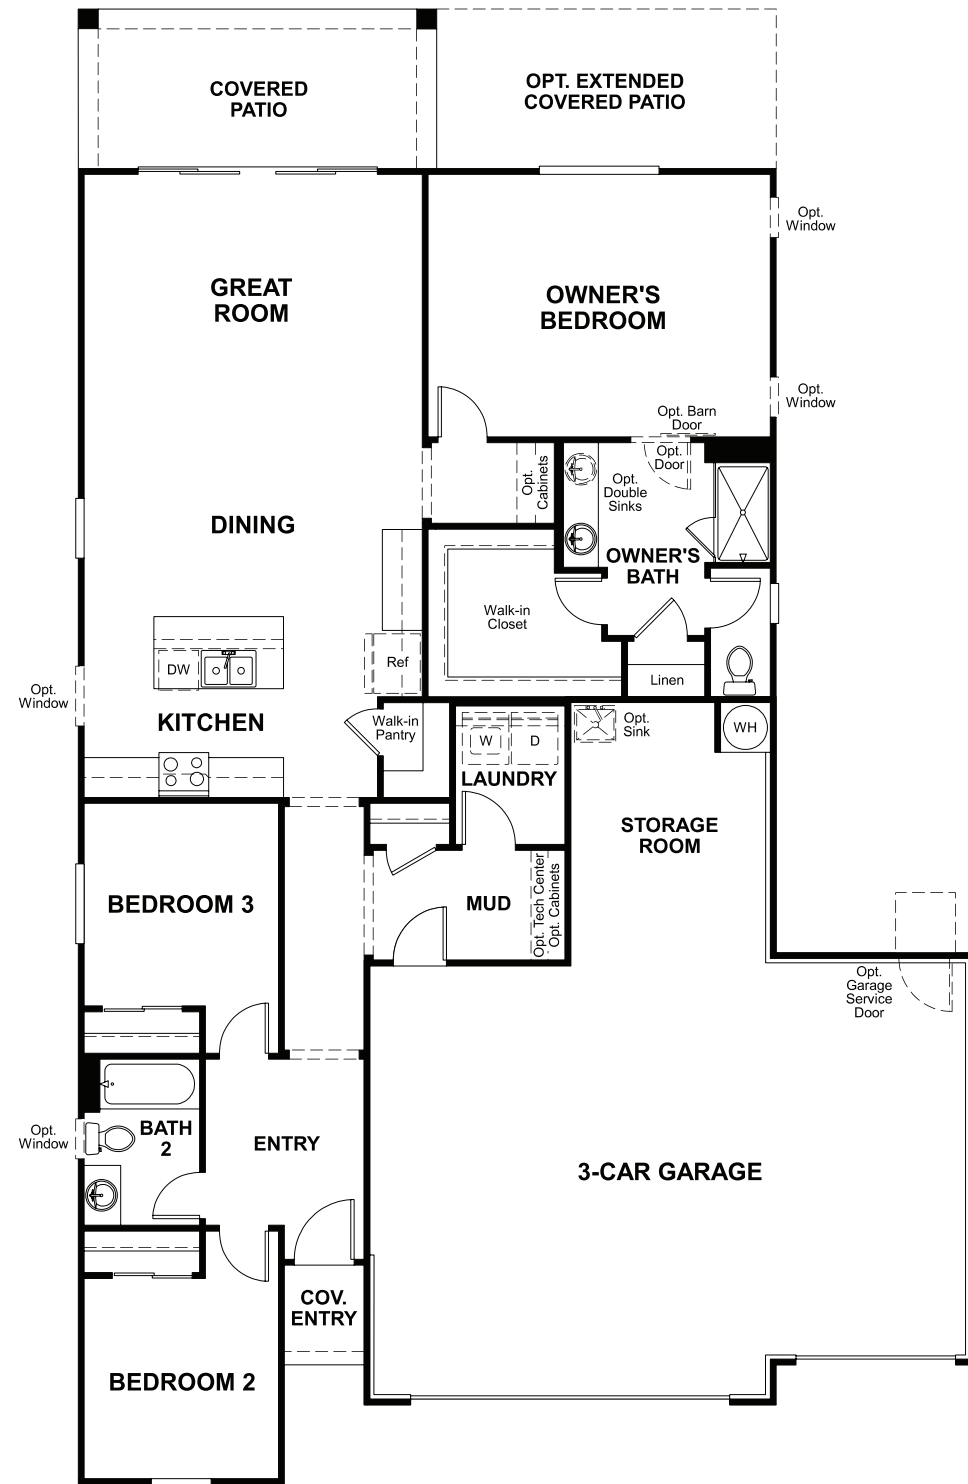 COVERED
PATIO
OPT. EXTENDED
COVERED PATIO
Opt.
Window
GREAT
ROOM
OWNER'S
BEDROOM
Opt.
Window
Opt. Barn
Door
Opt.
Door
Opt.
Cabinets
Opt.
Double
Sinks
DINING
OWNER'S
BATH
Walk-in
Closet
Ref
DW
Linen
Opt.
Window
KITCHEN
Walk-in
Pantry
Opt.
Sink
WH
W
D
LAUNDRY
STORAGE
ROOM
BEDROOM 3
MUD
Opt. Tech Center
Opt. Cabinets
Opt.
Garage
Service
Door
Opt.
Window
BATH
2
ENTRY
3-CAR GARAGE
COV.
ENTRY
BEDROOM 2